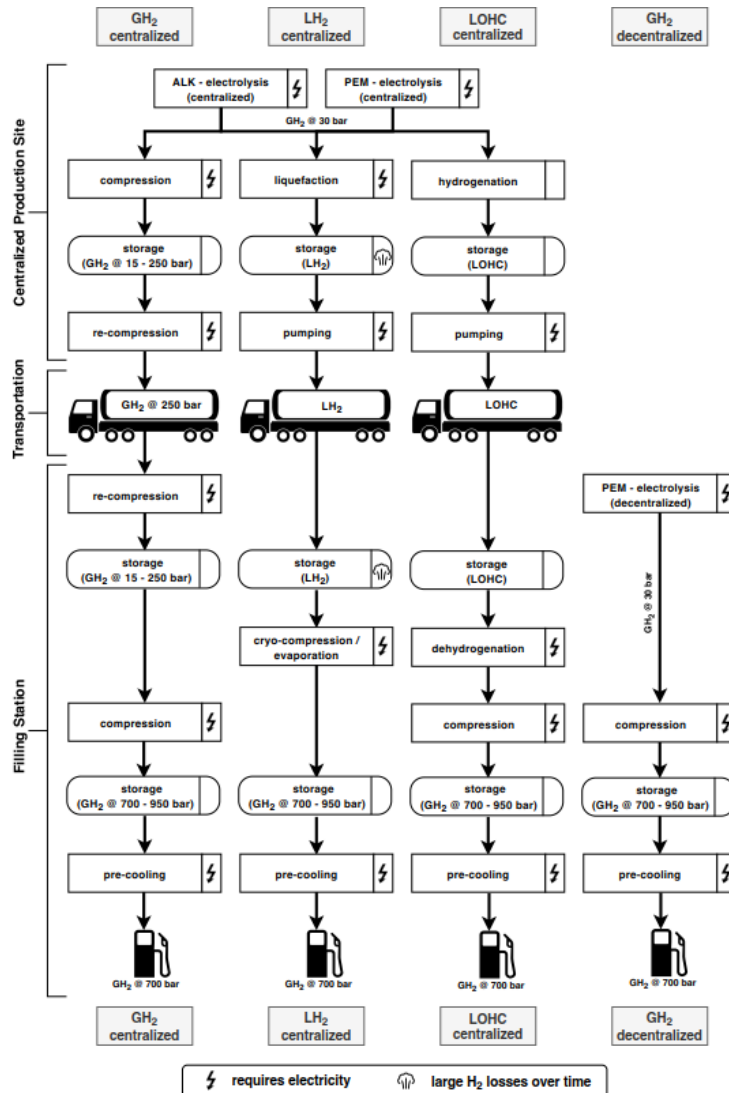 GH2 centralized
LH2 centralized
LOHC centralized
GH2 decentralized
Centralized Production Site
ALK - electrolysis (centralized)
PEM - electrolysis (centralized)
GH2 @ 30 bar
compression
liquefaction
hydrogenation
storage (GH2 @ 15 - 250 bar)
storage (LH2)
storage (LOHC)
re-compression
pumping
pumping
Transportation
GH2 @ 250 bar
LH2
LOHC
Filling Station
re-compression
PEM - electrolysis (decentralized)
storage (GH2 @ 15 - 250 bar)
storage (LH2)
storage (LOHC)
GH2 @ 30 bar
cryo-compression / evaporation
dehydrogenation
compression
compression
compression
storage (GH2 @ 700 - 950 bar)
storage (GH2 @ 700 - 950 bar)
storage (GH2 @ 700 - 950 bar)
storage (GH2 @ 700 - 950 bar)
pre-cooling
pre-cooling
pre-cooling
pre-cooling
GH2 @ 700 bar
GH2 @ 700 bar
GH2 @ 700 bar
GH2 @ 700 bar
GH2 centralized
LH2 centralized
LOHC centralized
GH2 decentralized
requires electricity
large H2 losses over time